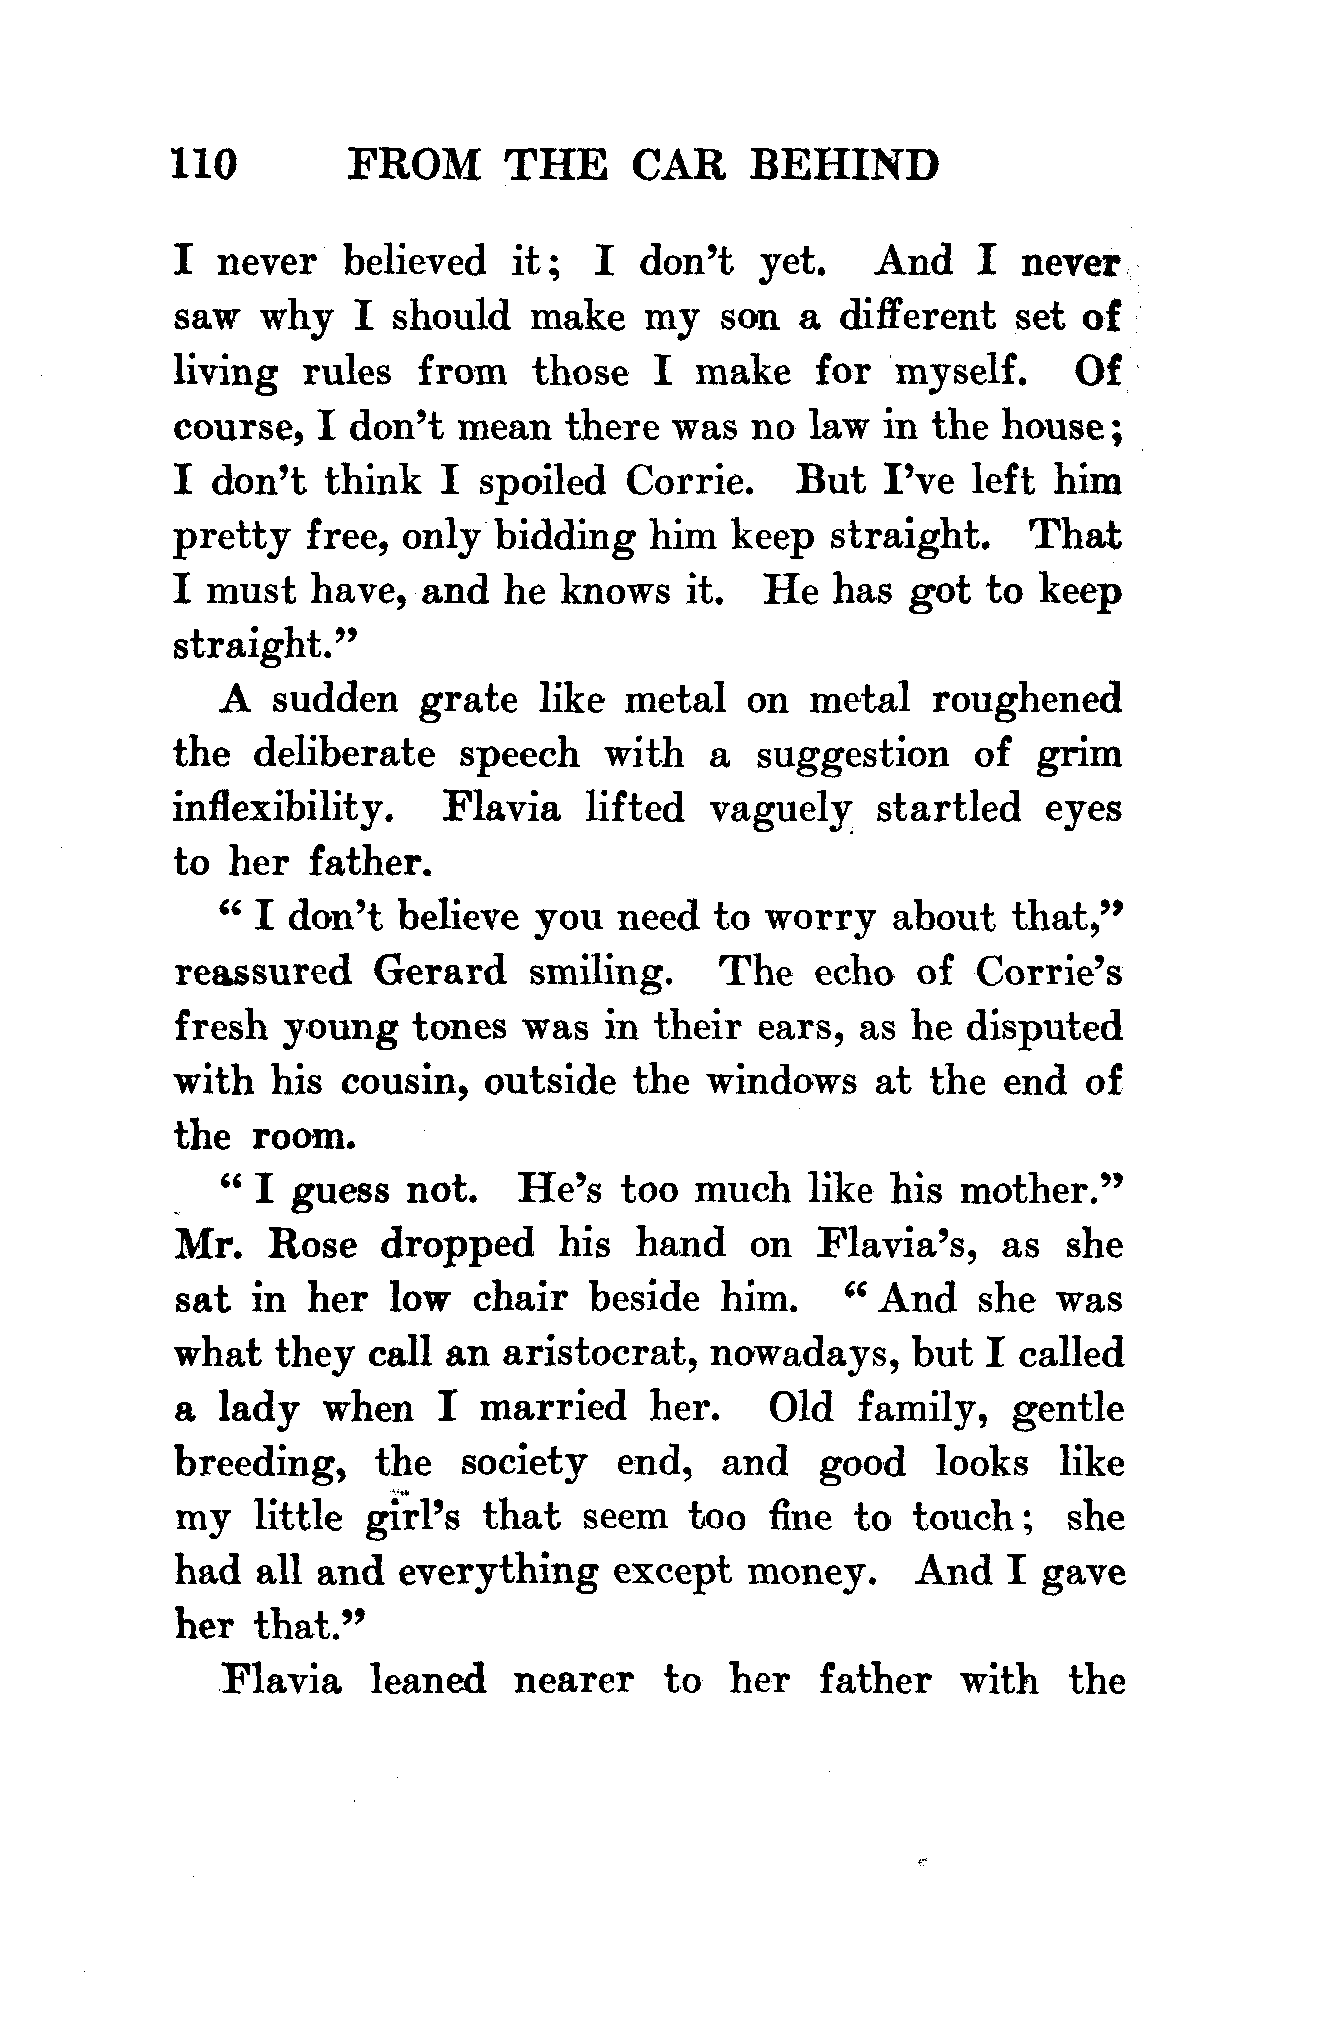 110 FROM THE CAR BEHIND
I never believed it; I don't yet. And I never
saw why I should make my son a different set of
living rules from those I make for myself. Of
course, I don't mean there was no law in the house;
I don't think I spoiled Corrie. But I've left him
pretty free, only bidding him keep straight. That
I must have, and he knows it. He has got to keep
straight."
A sudden grate like metal on metal roughened
the deliberate speech with a suggestion of grim
inflexibility. Flavia lifted vaguely startled eyes
to her father.
" I don't believe you need to worry about that,"
reassured Gerard smiling. The echo of Corrie's
fresh young tones was in their ears, as he disputed
with his cousin, outside the windows at the end of
the room.
" I guess not. He's too much like his mother."
Mr. Rose dropped his hand on Flavia's, as she
sat in her low chair beside him. " And she was
what they call an aristocrat, nowadays, but I called
a lady when I married her. Old family, gentle
breeding, the society end, and good looks like
my little girl's that seem too fine to touch; she
had all and everything except money. And I gave
her that."
Flavia leaned nearer to her father with the